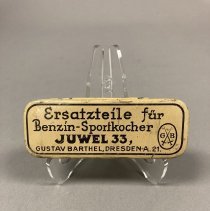 Ersatzteile für
Benzin-Sportkocher
JUWEL 33,
GUSTAV BARTHEL, DRESDEN-A. 21.
G B